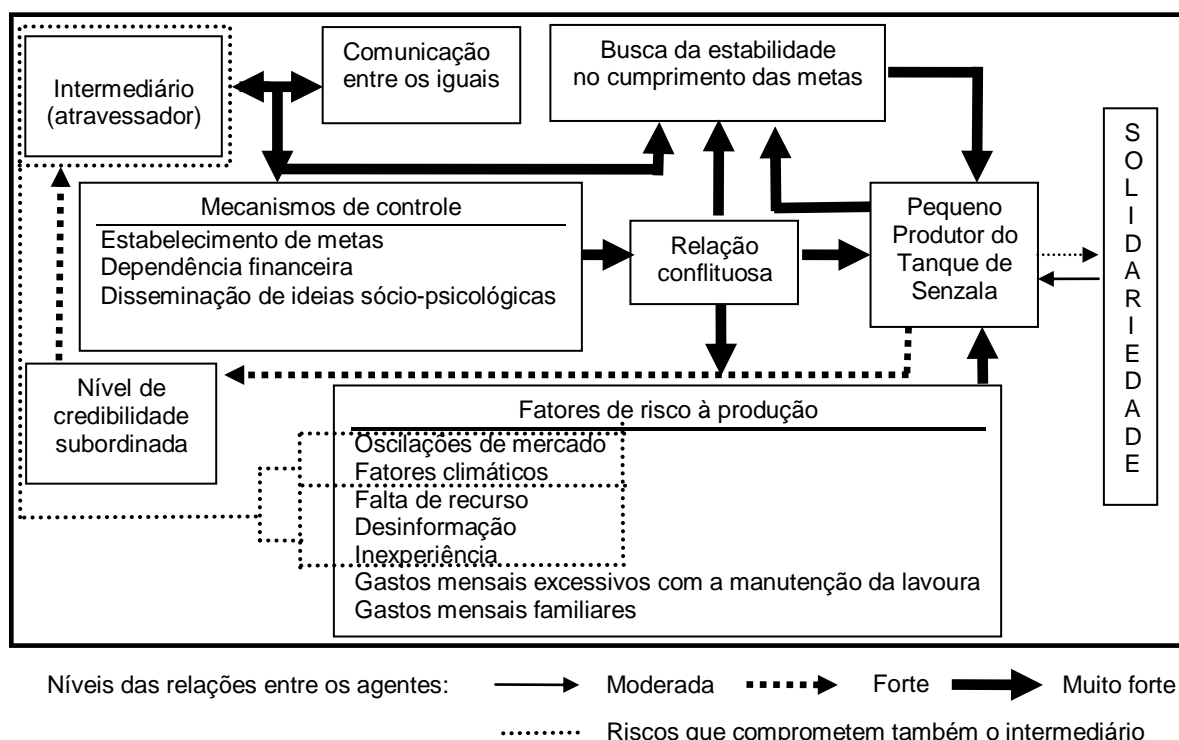 Intermediário
(atravessador)
Comunicação
entre os iguais
Busca da estabilidade
no cumprimento das metas
Mecanismos de controle
Estabelecimento de metas
Dependência financeira
Disseminação de ideias sócio-psicológicas
Relação
conflituosa
Pequeno
Produtor do
Tanque de
Senzala
S
O
L
I
D
A
R
I
E
D
A
D
E
Nível de
credibilidade
subordinada
Fatores de risco à produção
Oscilações de mercado
Fatores climáticos
Falta de recurso
Desinformação
Inexperiência
Gastos mensais excessivos com a manutenção da lavoura
Gastos mensais familiares
Níveis das relações entre os agentes: Moderada Forte Muito forte
Riscos que comprometem também o intermediário